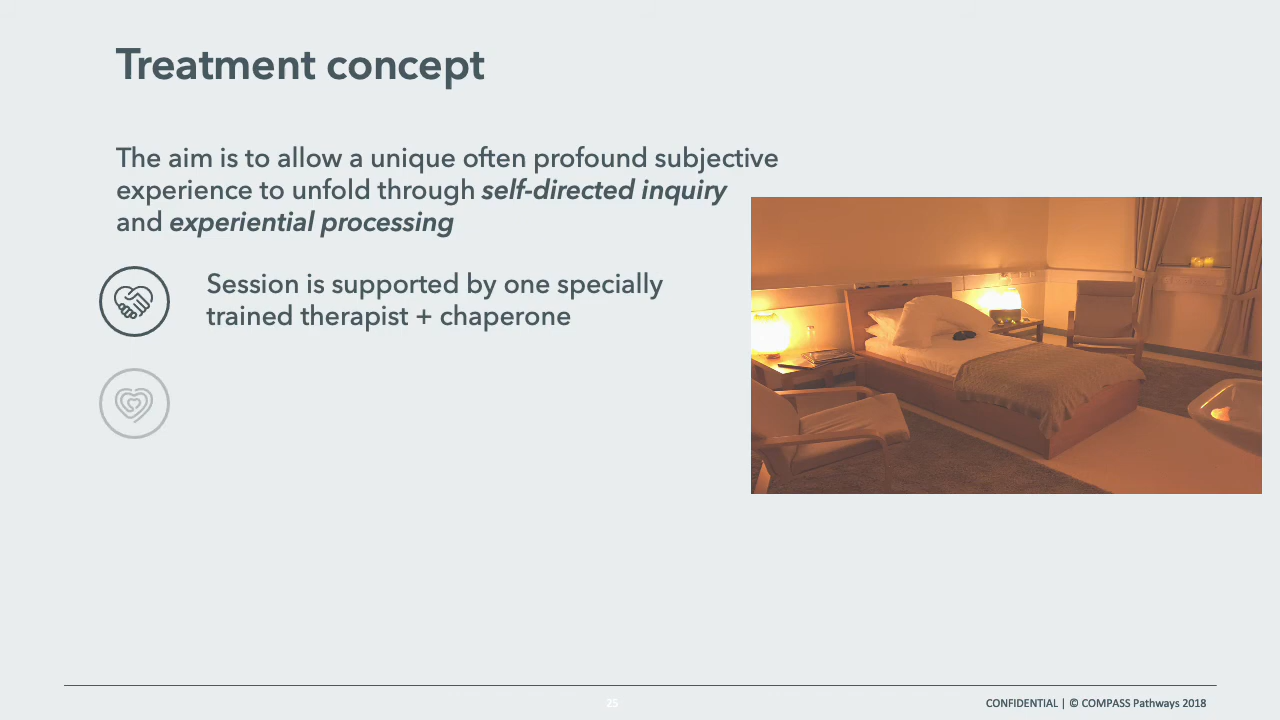 Treatment concept
The aim is to allow a unique often profound subjective
experience to unfold through self-directed inquiry
and experiential processing
Session is supported by one specially
trained therapist + chaperone
25
CONFIDENTIAL | © COMPASS Pathways 2018